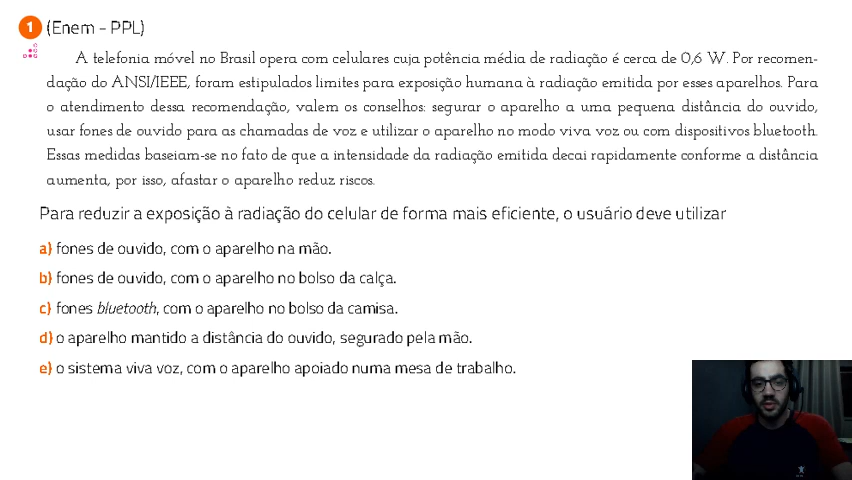 1 (Enem - PPL)
A telefonia móvel no Brasil opera com celulares cuja potência média de radiação é cerca de 0,6 W. Por recomen-
dação do ANSI/IEEE, foram estipulados limites para exposição humana à radiação emitida por esses aparelhos. Para
o atendimento dessa recomendação, valem os conselhos: segurar o aparelho a uma pequena distância do ouvido,
usar fones de ouvido para as chamadas de voz e utilizar o aparelho no modo viva voz ou com dispositivos bluetooth.
Essas medidas baseiam-se no fato de que a intensidade da radiação emitida decai rapidamente conforme a distância
aumenta, por isso, afastar o aparelho reduz riscos.
Para reduzir a exposição à radiação do celular de forma mais eficiente, o usuário deve utilizar
a) fones de ouvido, com o aparelho na mão.
b) fones de ouvido, com o aparelho no bolso da calça.
c) fones bluetooth, com o aparelho no bolso da camisa.
d) o aparelho mantido a distância do ouvido, segurado pela mão.
e) o sistema viva voz, com o aparelho apoiado numa mesa de trabalho.